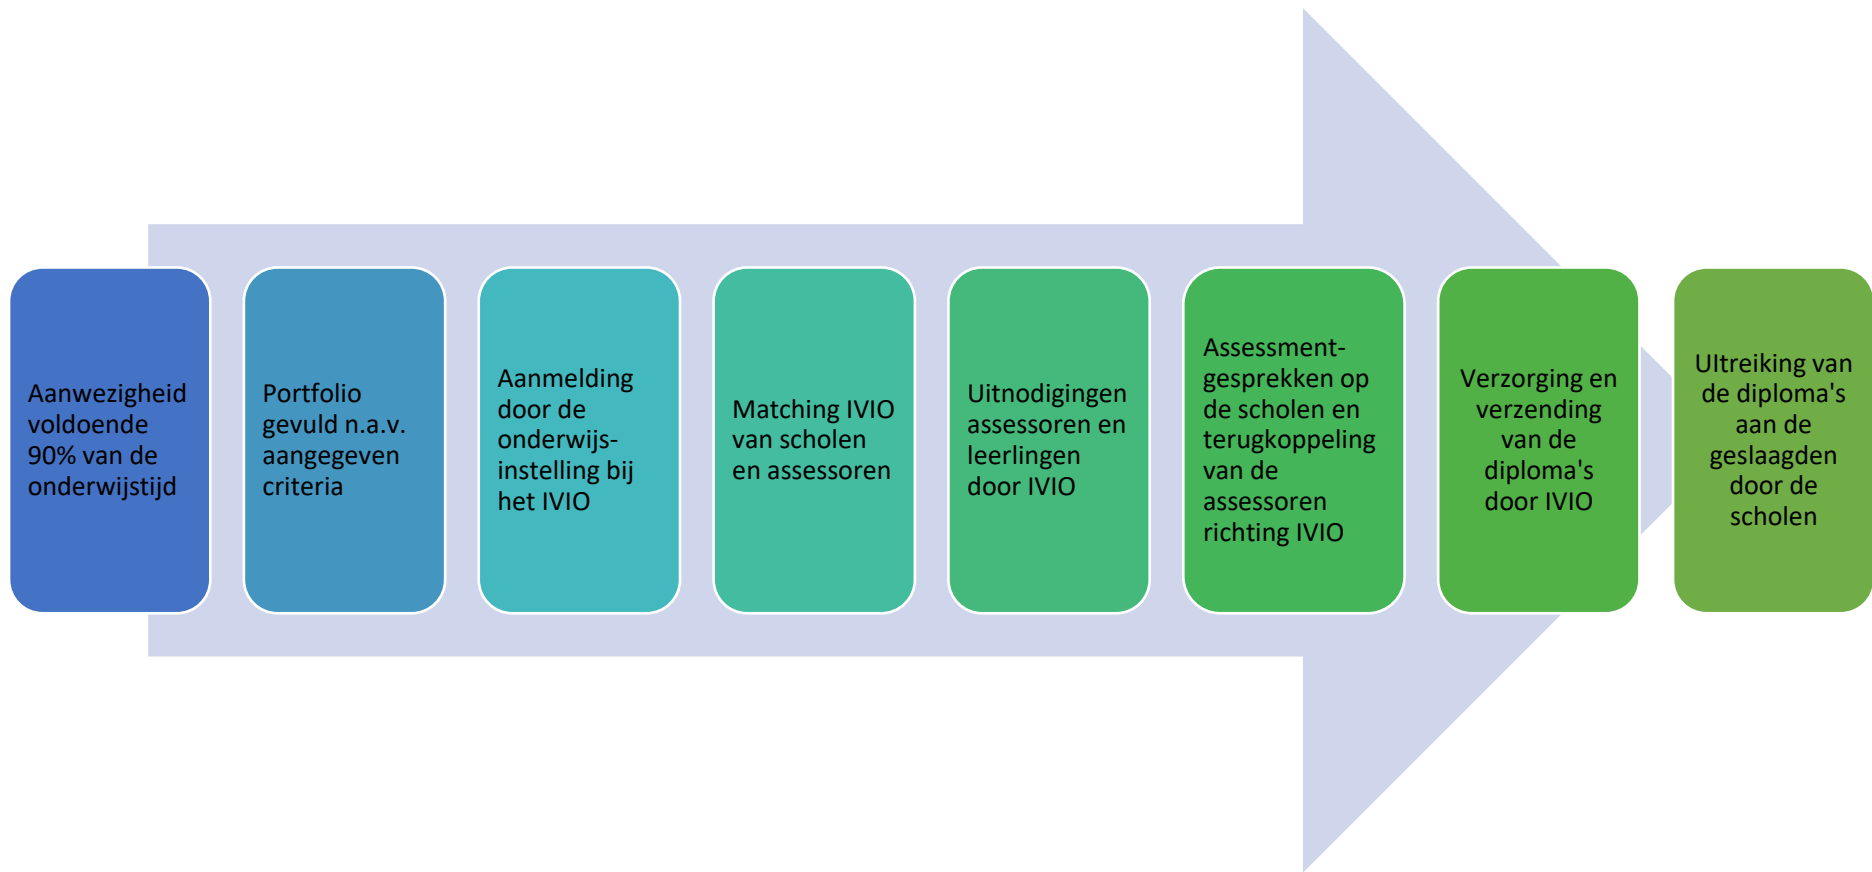 Aanwezigheid
voldoende
90% van de
onderwijstijd
Portfolio
gevuld n.a.v.
aangegeven
criteria
Aanmelding
door de
onderwijs-
instelling bij
het IVIO
Matching IVIO
van scholen
en assessoren
Uitnodigingen
assessoren en
leerlingen
door IVIO
Assessment-
gesprekken op
de scholen en
terugkoppeling
van de
assessoren
richting IVIO
Verzorging en
verzending
van de
diploma's
door IVIO
UItreiking van
de diploma's
aan de
geslaagden
door de
scholen